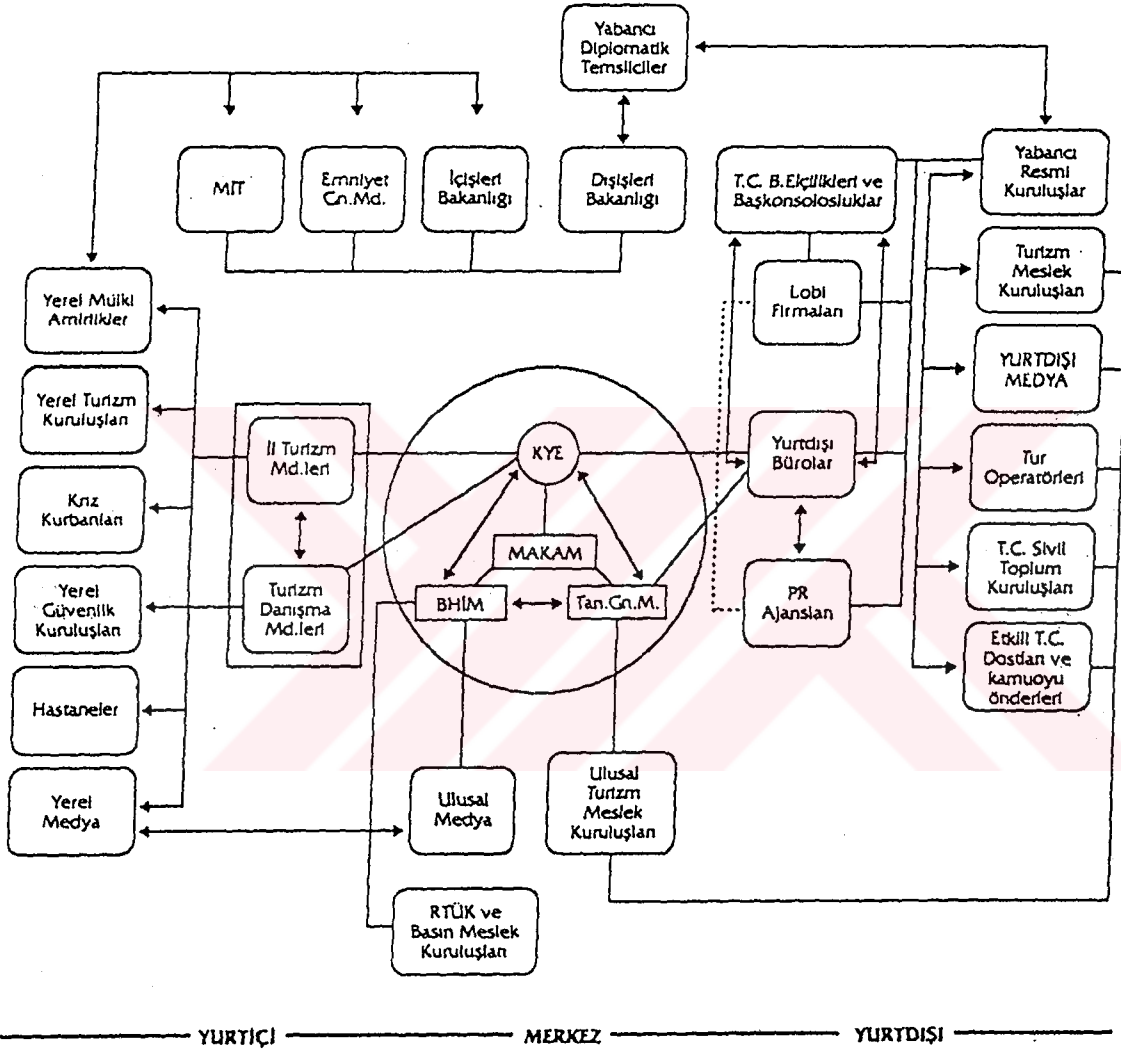 Yabancı
Diplomatik
Temsilciler
MİT
Emniyet
Gn.Md.
İçişleri
Bakanlığı
Dışişleri
Bakanlığı
T.C. B.Elçilikleri ve
Başkonsolosluklar
Yabancı
Resmi
Kuruluşlar
Yerel Mülki
Amirlikler
Lobi
Firmaları
Turizm
Meslek
Kuruluşları
Yerel Turizm
Kuruluşları
YURTDIŞI
MEDYA
İl Turizm
Md.leri
KYE
Yurtdışı
Bürolar
Tur
Operatörleri
Kriz
Kurbanları
MAKAM
T.C. Sivil
Toplum
Kuruluşları
Yerel
Güvenlik
Kuruluşları
Turizm
Danışma
Md.leri
BHİM
Tan.Gn.M.
PR
Ajansları
Etkili T.C.
Dostları ve
kamuoyu
önderleri
Hastaneler
Yerel
Medya
Ulusal
Medya
Ulusal
Turizm
Meslek
Kuruluşları
RTÜK ve
Basın Meslek
Kuruluşları
YURTİÇİ
MERKEZ
YURTDIŞI